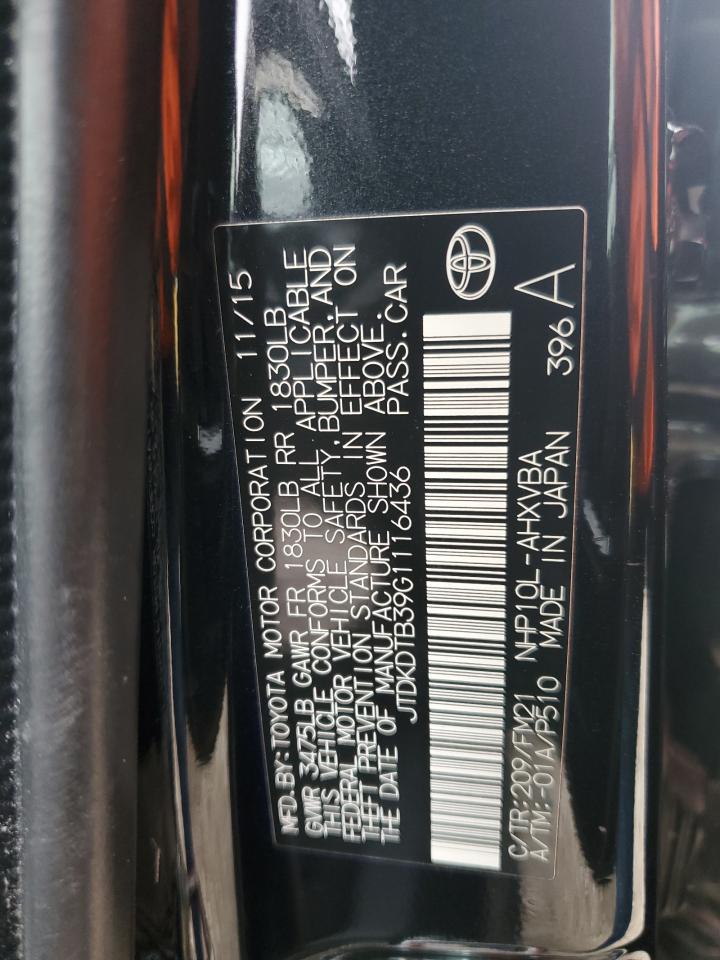 MFD.BY:TOYOTA MOTOR CORPORATION 11/15
GVWR 3475LB GAWR FR 1830LB RR 1830LB
THIS VEHICLE CONFORMS TO ALL APPLICABLE
FEDERAL MOTOR VEHICLE SAFETY,BUMPER,AND
THEFT PREVENTION STANDARDS IN EFFECT ON
THE DATE OF MANUFACTURE SHOWN ABOVE.
JTDKDTB39G1116436 PASS.CAR
C/TR:209/FW21 NHP10L-AHXVBA
A/TM:-01A/P510 MADE IN JAPAN 396 A